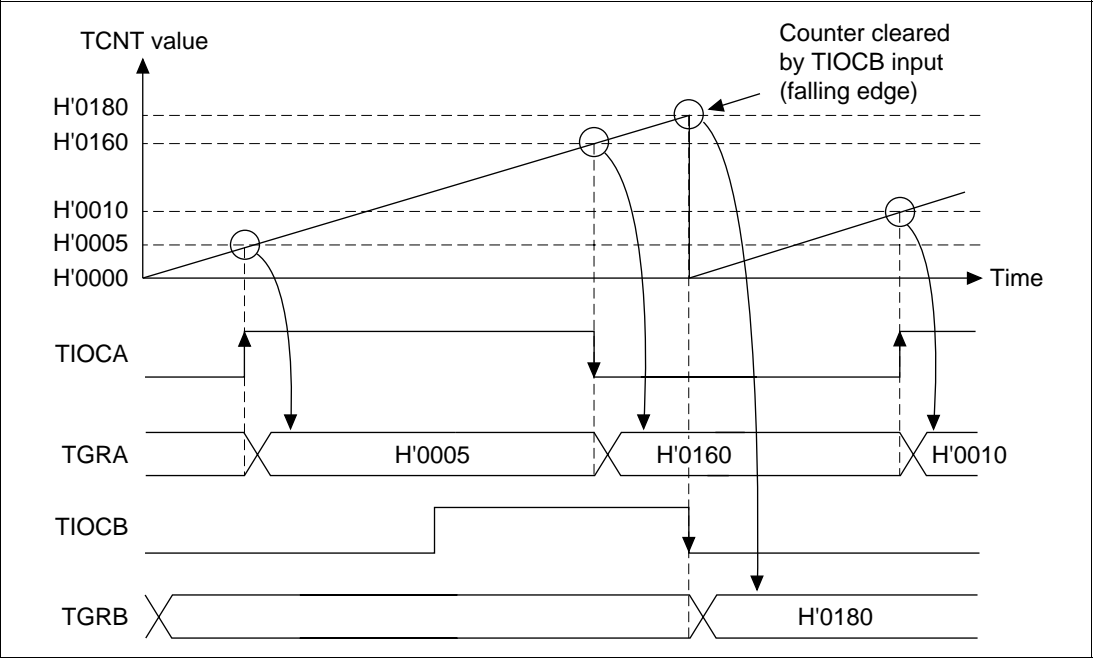 TCNT value
Counter cleared
by TIOCB input
(falling edge)
H'0180
H'0160
H'0010
H'0005
H'0000
Time
TIOCA
TGRA
H'0005
H'0160
H'0010
TIOCB
TGRB
H'0180